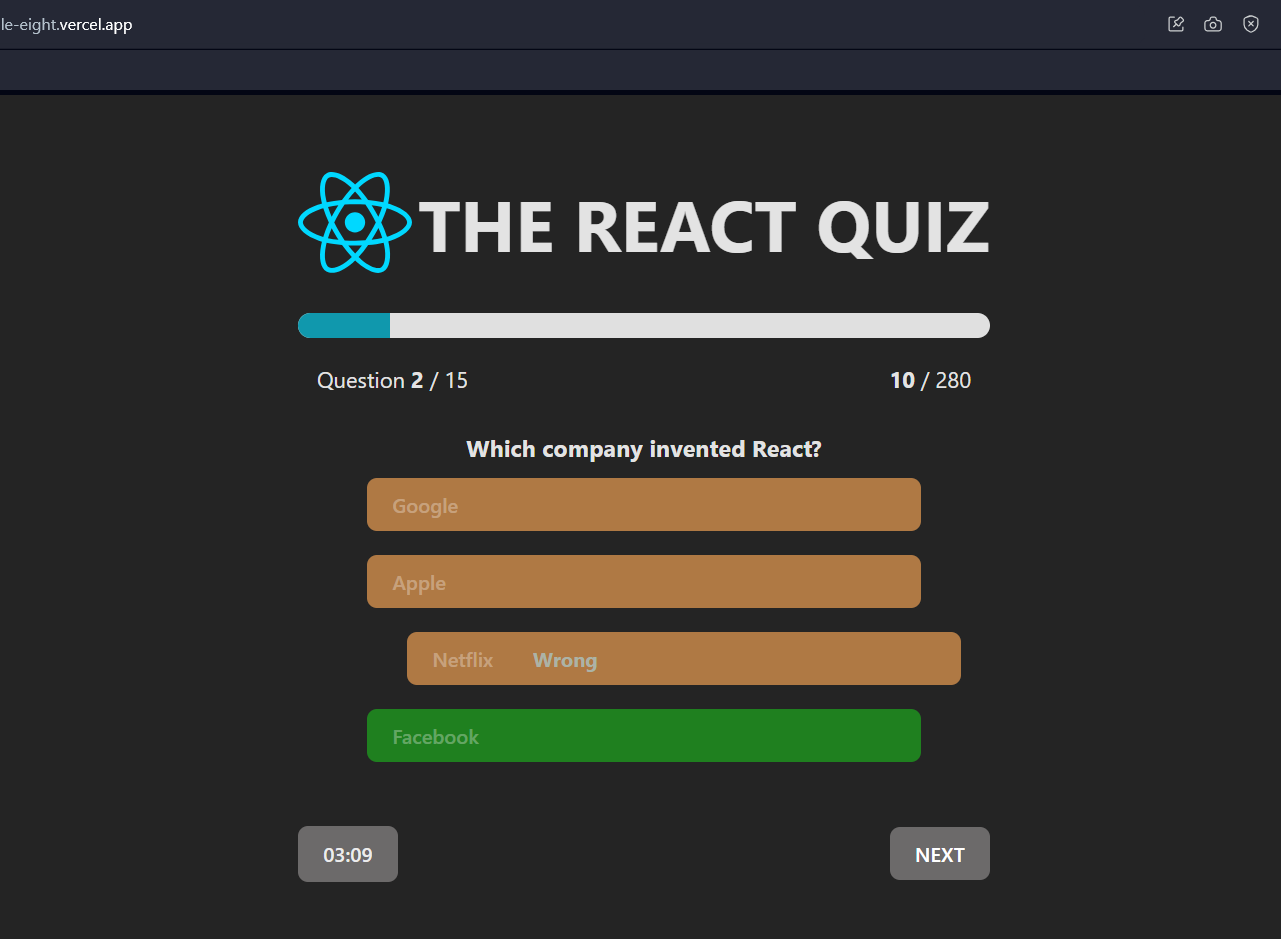 le-eight.vercel.app
THE REACT QUIZ
Question 2 / 15
10 / 280
Which company invented React?
Google
Apple
Netflix Wrong
Facebook
03:09
NEXT